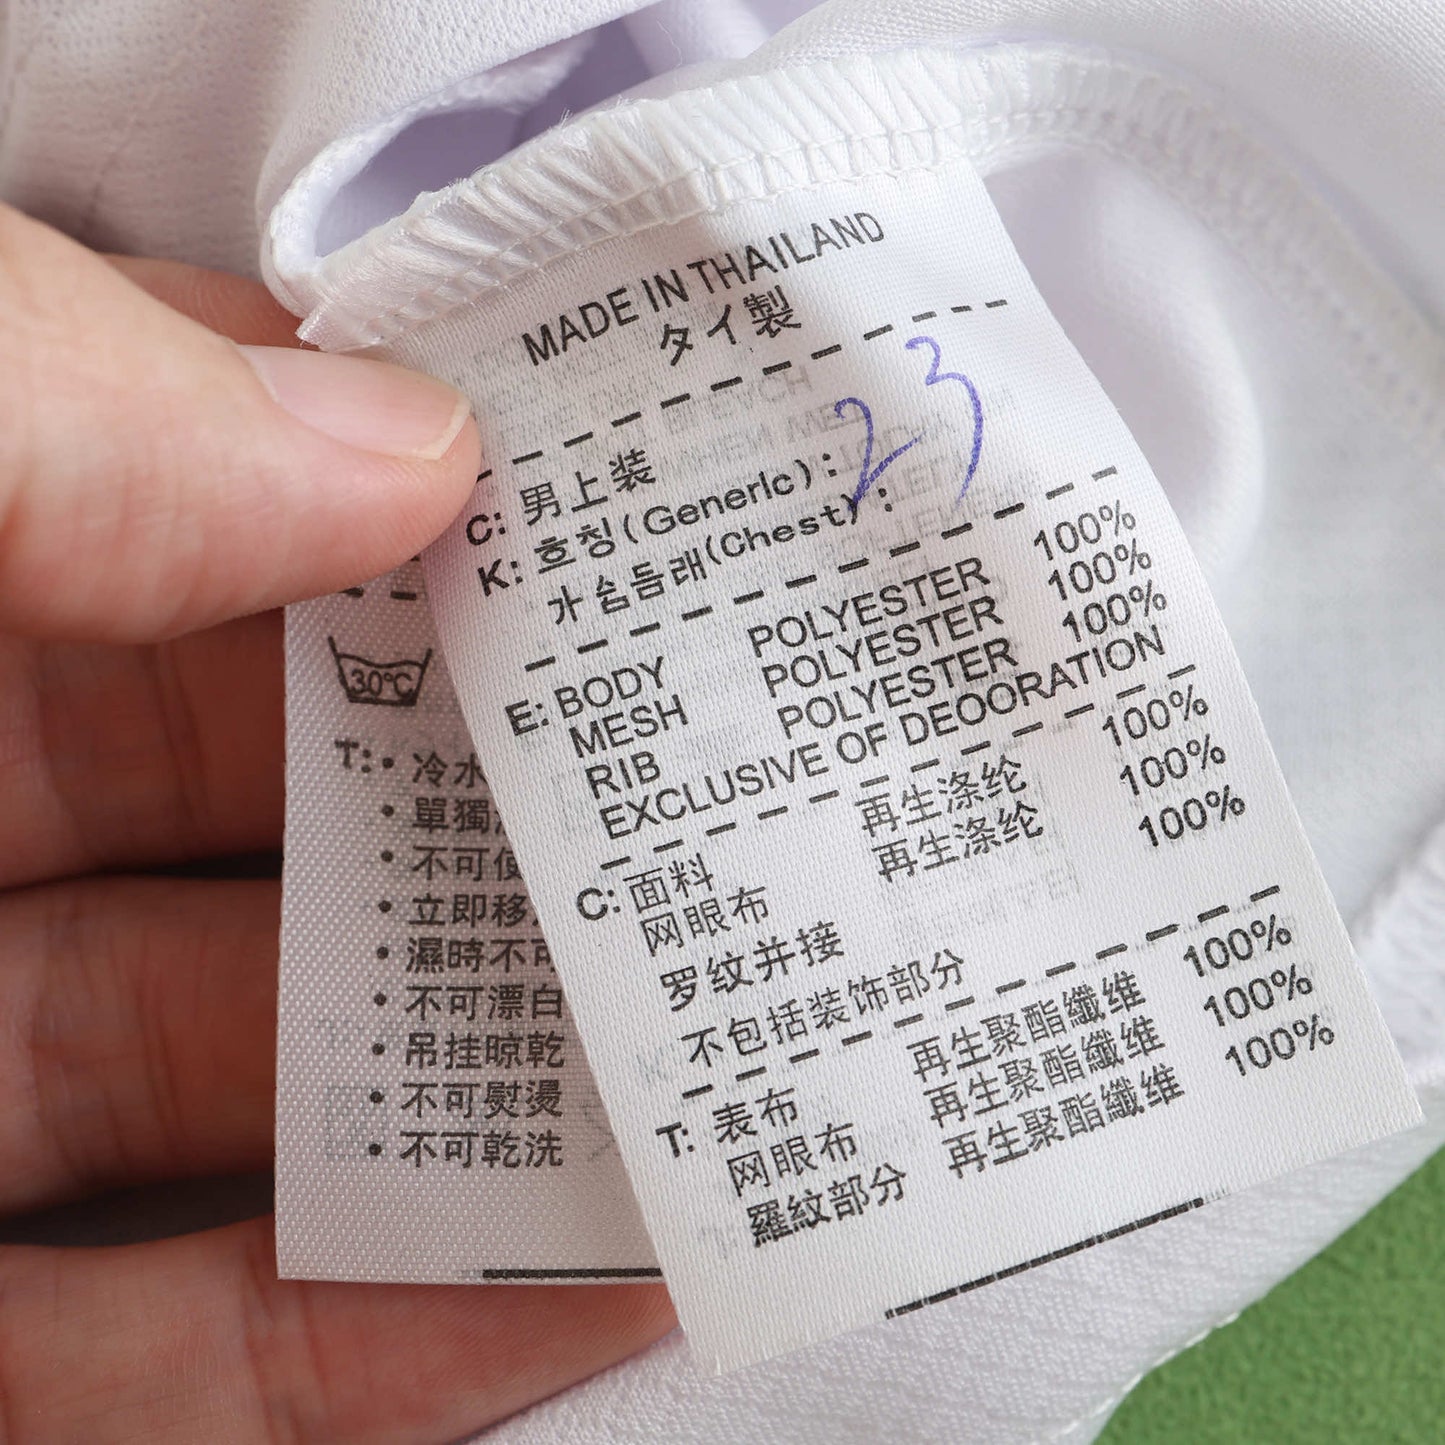 MADE IN THAILAND
タイ製
23
C: 男上装
K: 호칭(Generlc) :
가슴듬래(Chest) :
E: BODY POLYESTER 100%
MESH POLYESTER 100%
RIB POLYESTER 100%
EXCLUSIVE OF DEOORATION
C: 面料 再生涤纶 100%
网眼布 再生涤纶 100%
罗纹并接 100%
不包括装饰部分
T: 表布 再生聚酯纖维 100%
网眼布 再生聚酯纖维 100%
羅紋部分 再生聚酯纖维 100%
30℃
T: • 冷水
• 單獨
• 不可使
• 立即移
• 濕時不可
• 不可漂白
• 吊挂晾乾
• 不可熨燙
• 不可乾洗